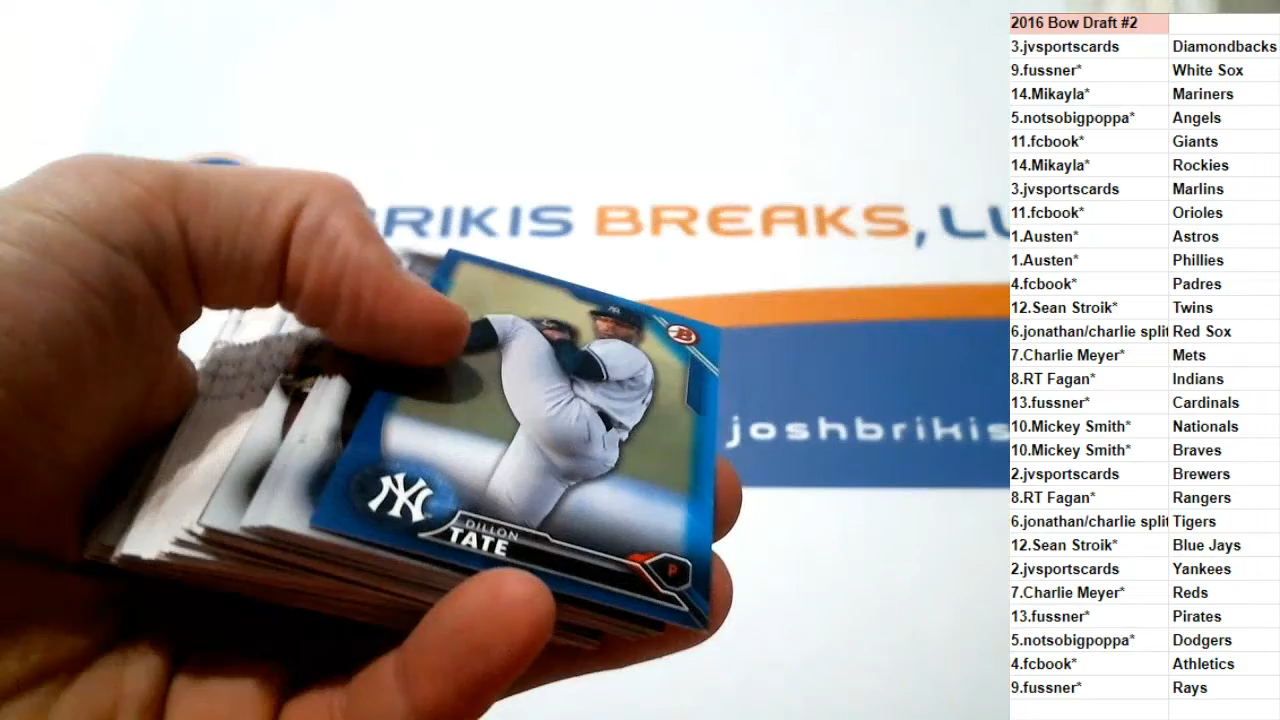 BRIKIS BREAKS, LL
joshbrikis
NY
DILLON
TATE
P
B
2016 Bow Draft #2
3.jvsportscards Diamondbacks
9.fussner* White Sox
14.Mikayla* Mariners
5.notsobigpoppa* Angels
11.fcbook* Giants
14.Mikayla* Rockies
3.jvsportscards Marlins
11.fcbook* Orioles
1.Austen* Astros
1.Austen* Phillies
4.fcbook* Padres
12.Sean Stroik* Twins
6.jonathan/charlie split Red Sox
7.Charlie Meyer* Mets
8.RT Fagan* Indians
13.fussner* Cardinals
10.Mickey Smith* Nationals
10.Mickey Smith* Braves
2.jvsportscards Brewers
8.RT Fagan* Rangers
6.jonathan/charlie split Tigers
12.Sean Stroik* Blue Jays
2.jvsportscards Yankees
7.Charlie Meyer* Reds
13.fussner* Pirates
5.notsobigpoppa* Dodgers
4.fcbook* Athletics
9.fussner* Rays